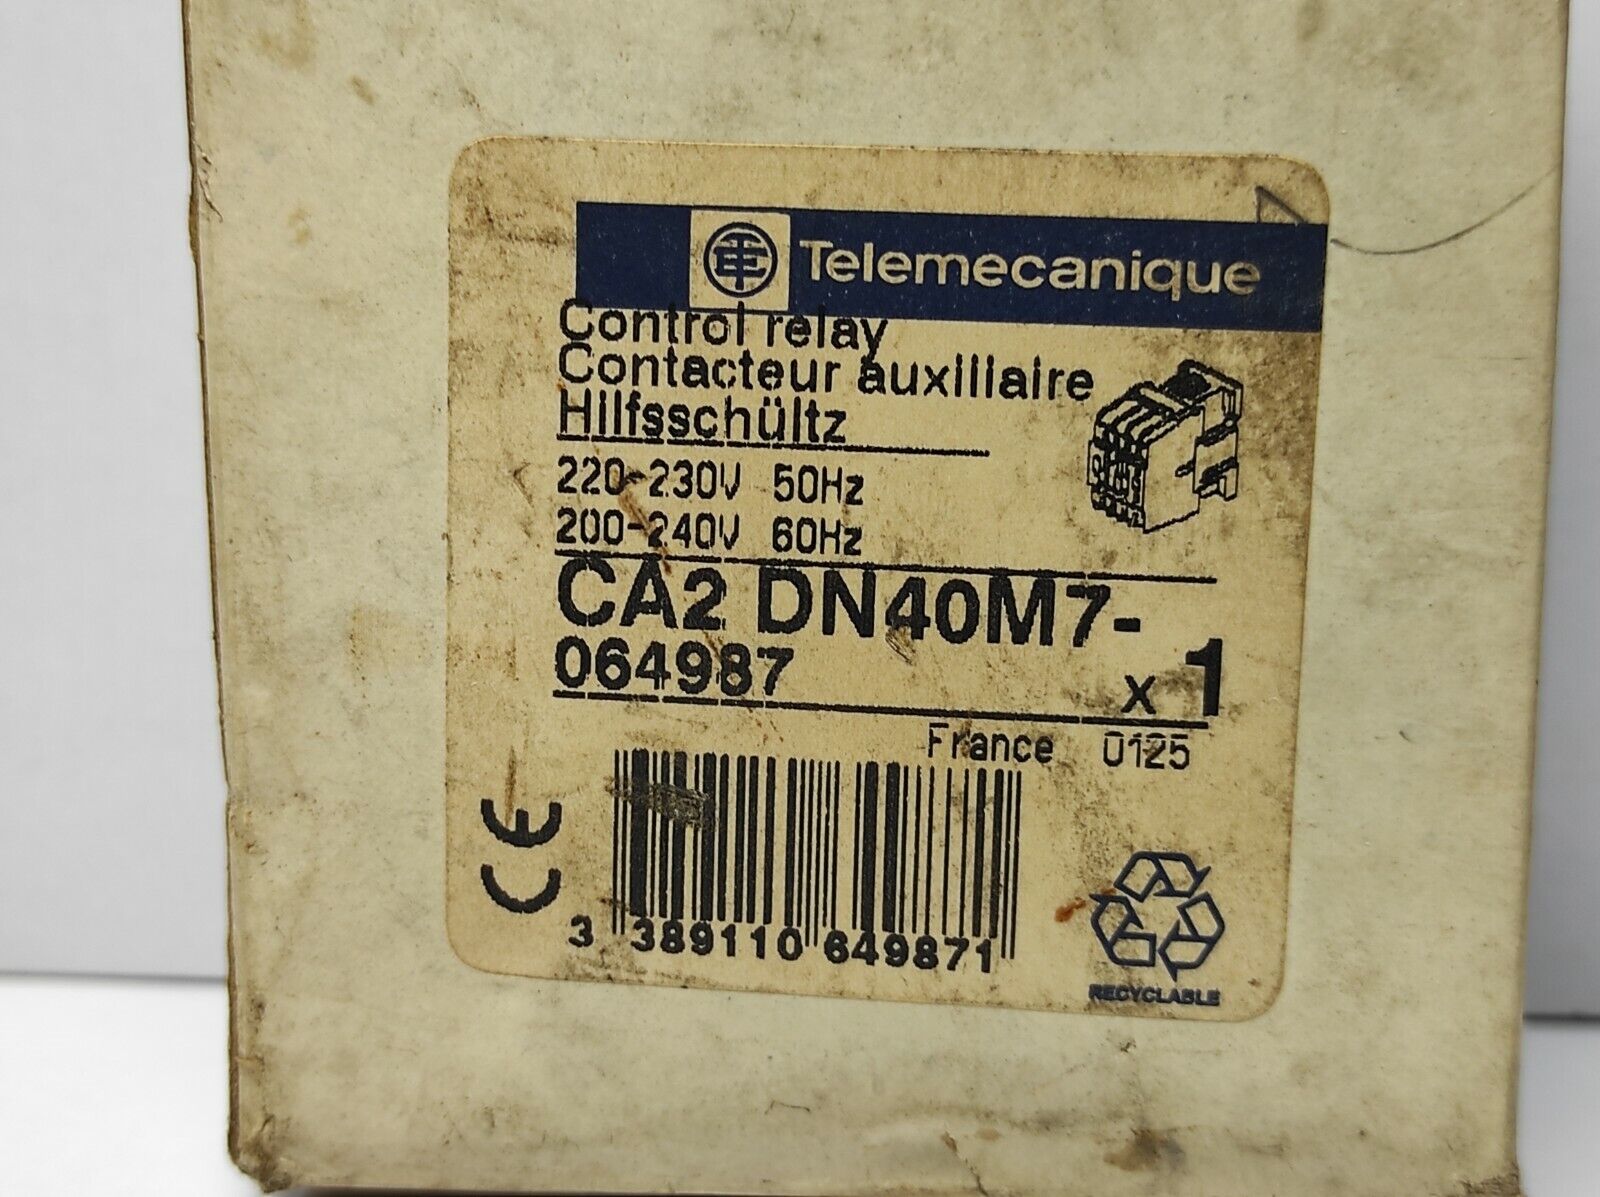 Telemecanique
Control relay
Contacteur auxiliaire
Hilfsschültz
220-230V 50Hz
200-240V 60Hz
CA2 DN40M7-
064987
x 1
France 0125
CE
3 389110 649871
RECYCLABLE